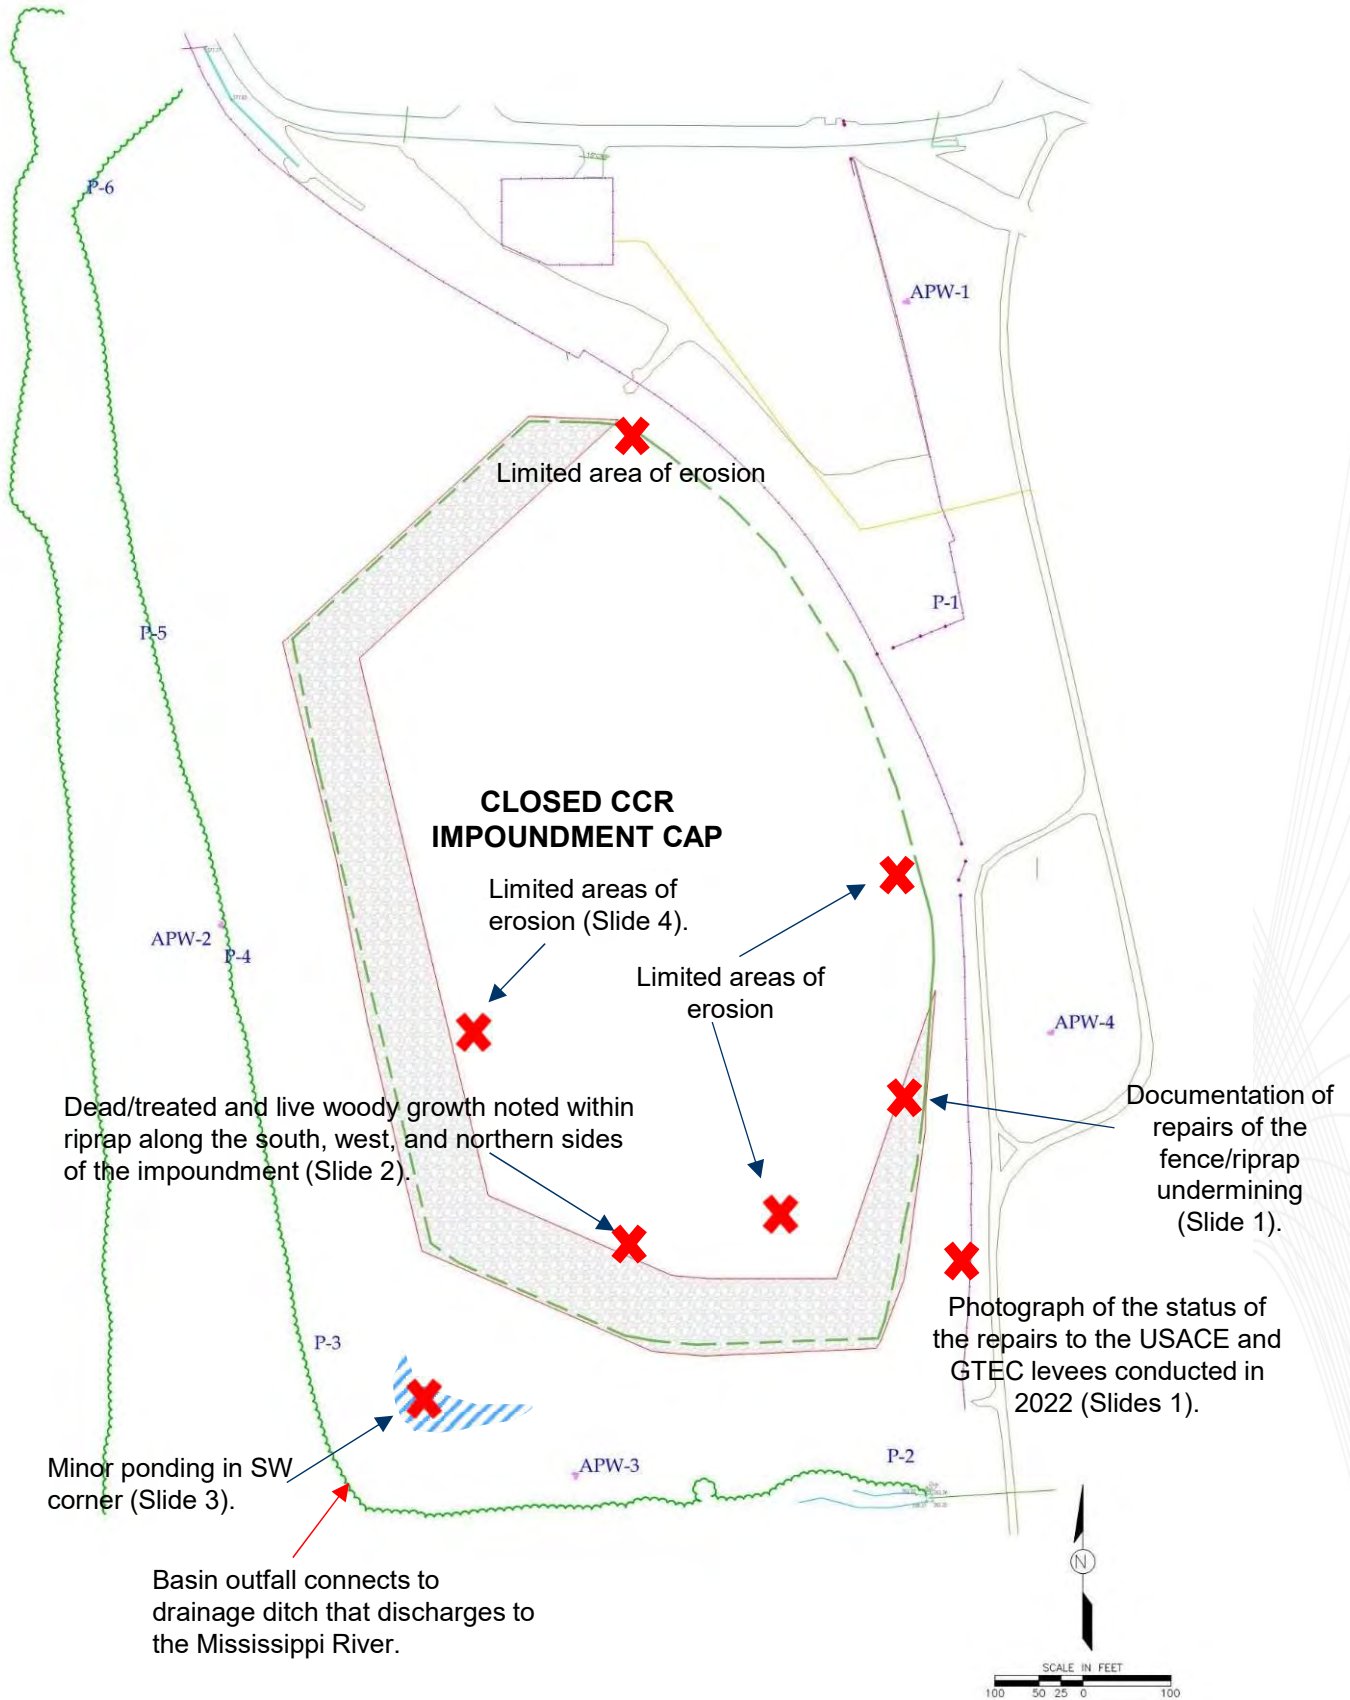 P-6
APW-1
Limited area of erosion
P-1
P-5
CLOSED CCR
IMPOUNDMENT CAP
Limited areas of
erosion (Slide 4).
APW-2
P-4
Limited areas of
erosion
APW-4
Dead/treated and live woody growth noted within
riprap along the south, west, and northern sides
of the impoundment (Slide 2).
Documentation of
repairs of the
fence/riprap
undermining
(Slide 1).
Photograph of the status of
the repairs to the USACE and
GTEC levees conducted in
2022 (Slides 1).
P-3
Minor ponding in SW
corner (Slide 3).
APW-3
P-2
Basin outfall connects to
drainage ditch that discharges to
the Mississippi River.
N
SCALE IN FEET
100 50 25 0 100